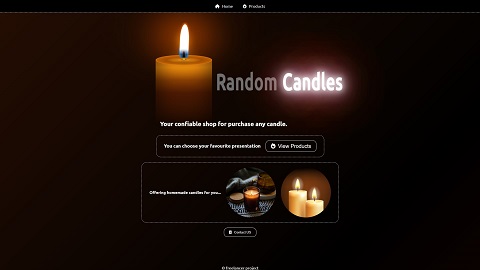 Home Products
Random Candles
Your confiable shop for purchase any candle.
You can choose your favourite presentation View Products
Offering homemade candles for you...
Contact US
© freelancer project